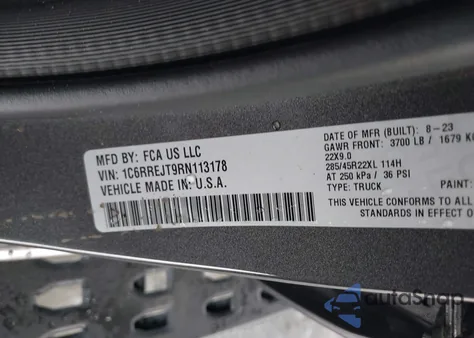 MFD BY: FCA US LLC
VIN: 1C6RREJT9RN113178
VEHICLE MADE IN U.S.A.
DATE OF MFR (BUILT): 8-23
GAWR FRONT: 3700 LB / 1679 KG
22X9.0
285/45R22XL 114H
AT 250 kPa / 36 PSI
TYPE: TRUCK
THIS VEHICLE CONFORMS TO ALL
STANDARDS IN EFFECT
autoSnap